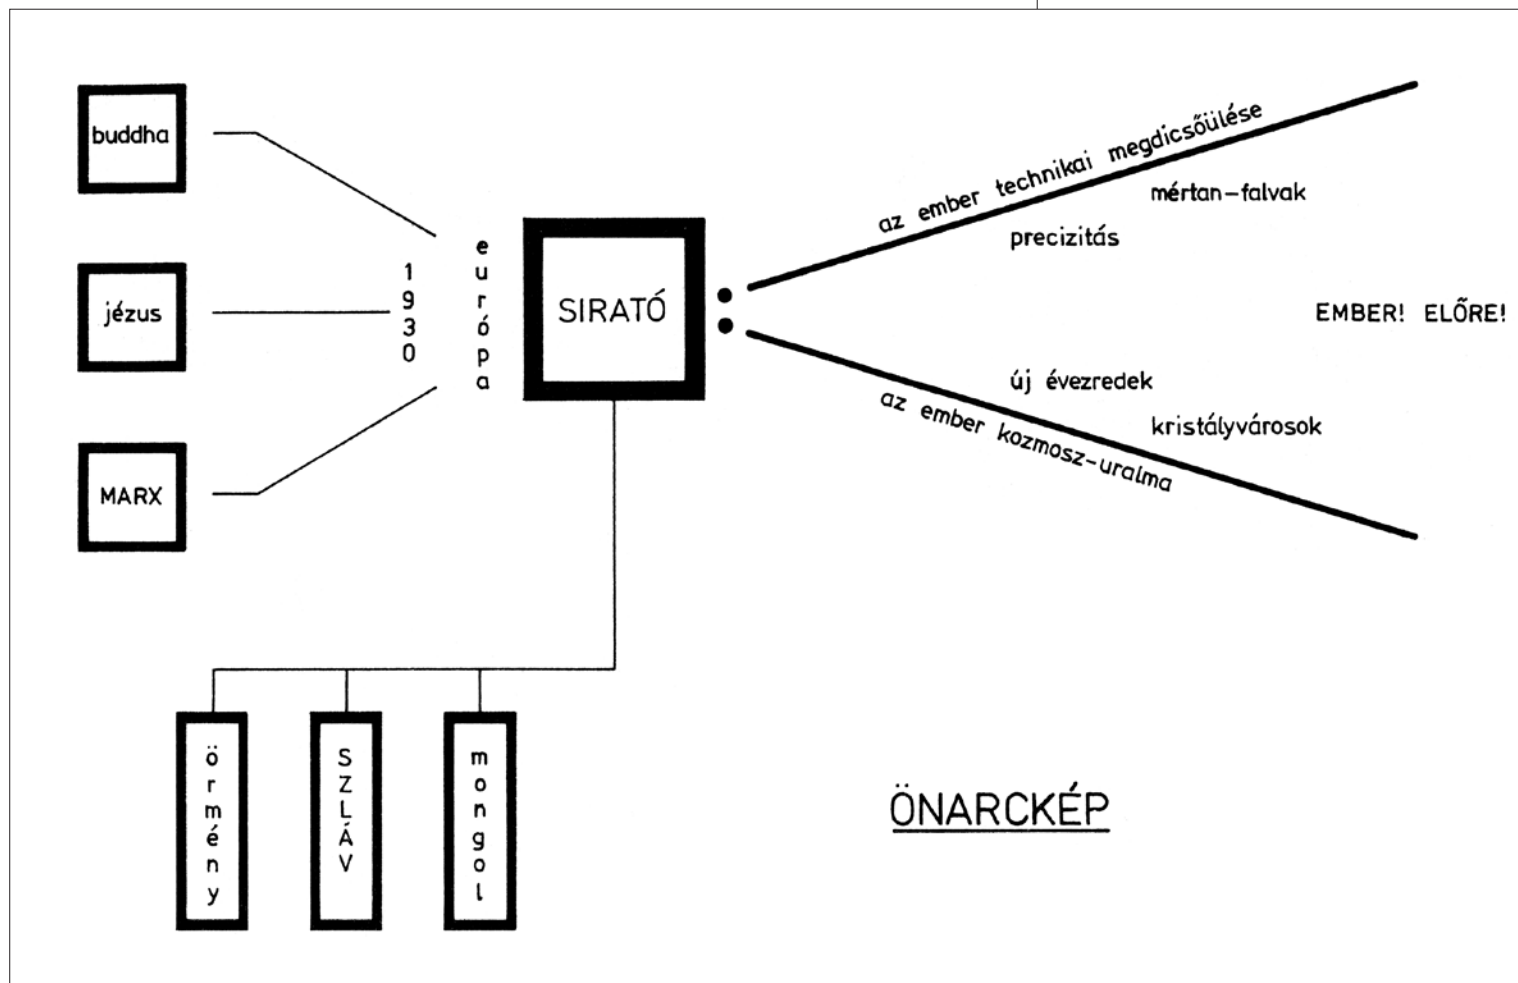 buddha
jézus
MARX
1930
európa
SIRATÓ
:
az ember technikai megdicsőülése
mértan-falvak
precizitás
EMBER! ELŐRE!
új évezredek
kristályvárosok
az ember kozmosz-uralma
örmény
SZLÁV
mongol
ÖNARCKÉP